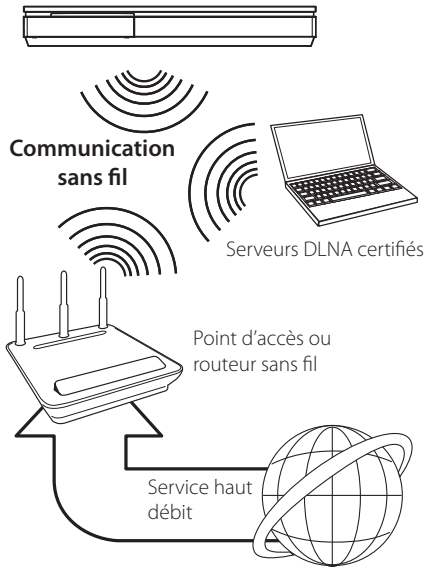 Communication
sans fil
Serveurs DLNA certifiés
Point d'accès ou
routeur sans fil
Service haut
débit